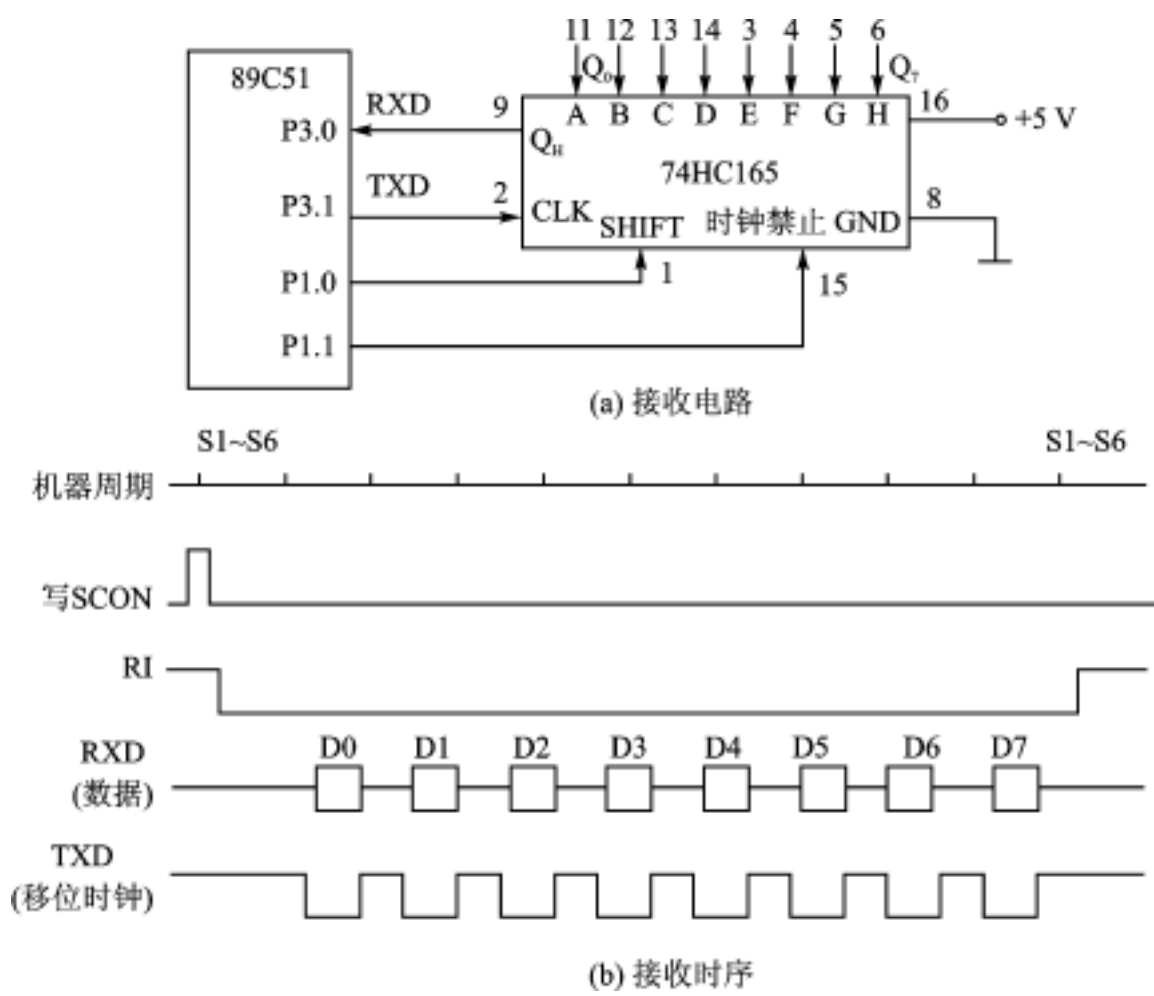 11 12 13 14 3 4 5 6
89C51
Q₀ Q₇
RXD 9 A B C D E F G H 16
P3.0 Q_H +5 V
74HC165
TXD 2 8
P3.1 CLK SHIFT 时钟禁止 GND
P1.0 1 15
P1.1
(a) 接收电路
S1~S6 S1~S6
机器周期
写SCON
RI
RXD D0 D1 D2 D3 D4 D5 D6 D7
(数据)
TXD
(移位时钟)
(b) 接收时序